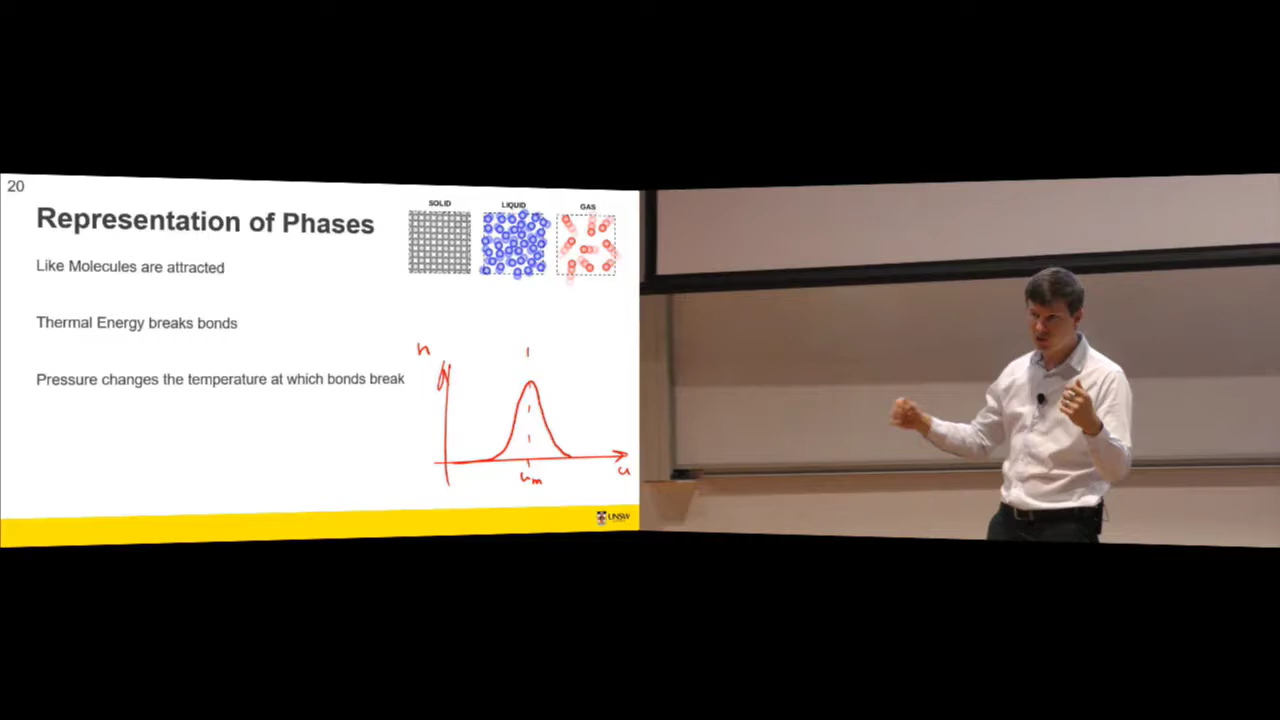 20
Representation of Phases
SOLID LIQUID GAS
Like Molecules are attracted
Thermal Energy breaks bonds
Pressure changes the temperature at which bonds break
n
u
um
UNSW